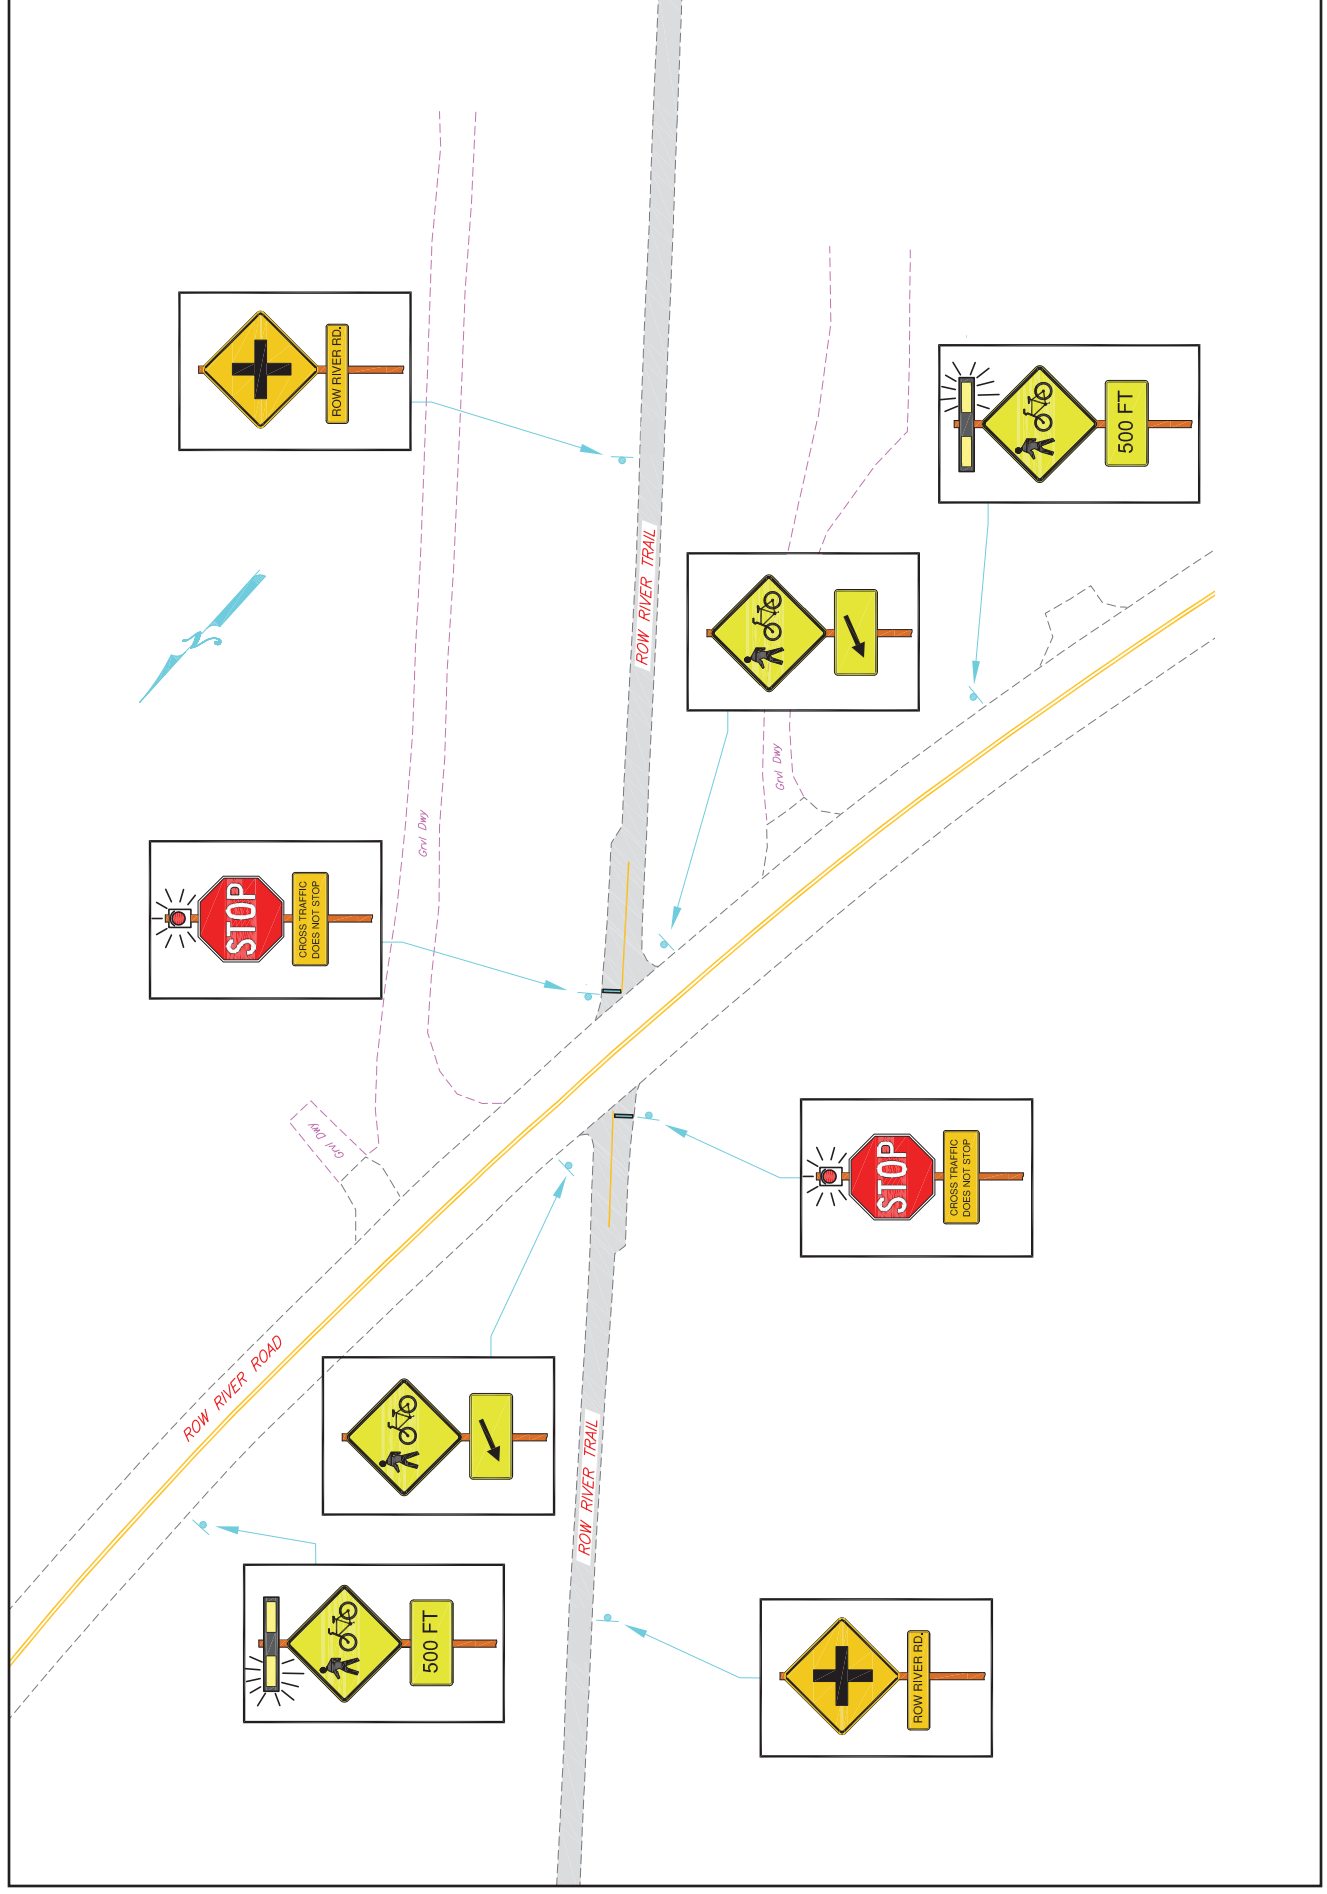 ROW RIVER RD.
500 FT
ROW RIVER TRAIL
Grvl Dwy
Grvl Dwy
STOP
CROSS TRAFFIC
DOES NOT STOP
Grvl Dwy
STOP
CROSS TRAFFIC
DOES NOT STOP
ROW RIVER ROAD
ROW RIVER TRAIL
500 FT
ROW RIVER RD.
N